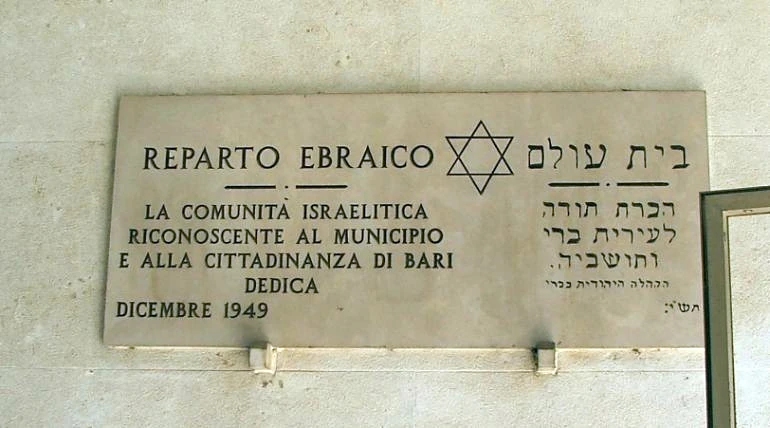 REPARTO EBRAICO
LA COMUNITÀ ISRAELITICA
RICONOSCENTE AL MUNICIPIO
E ALLA CITTADINANZA DI BARI
DEDICA
DICEMBRE 1949
בית עולם
הכרת תודה
לעירית ברי
ותושביה.
הקהלה היהודית בברי
תש"י: